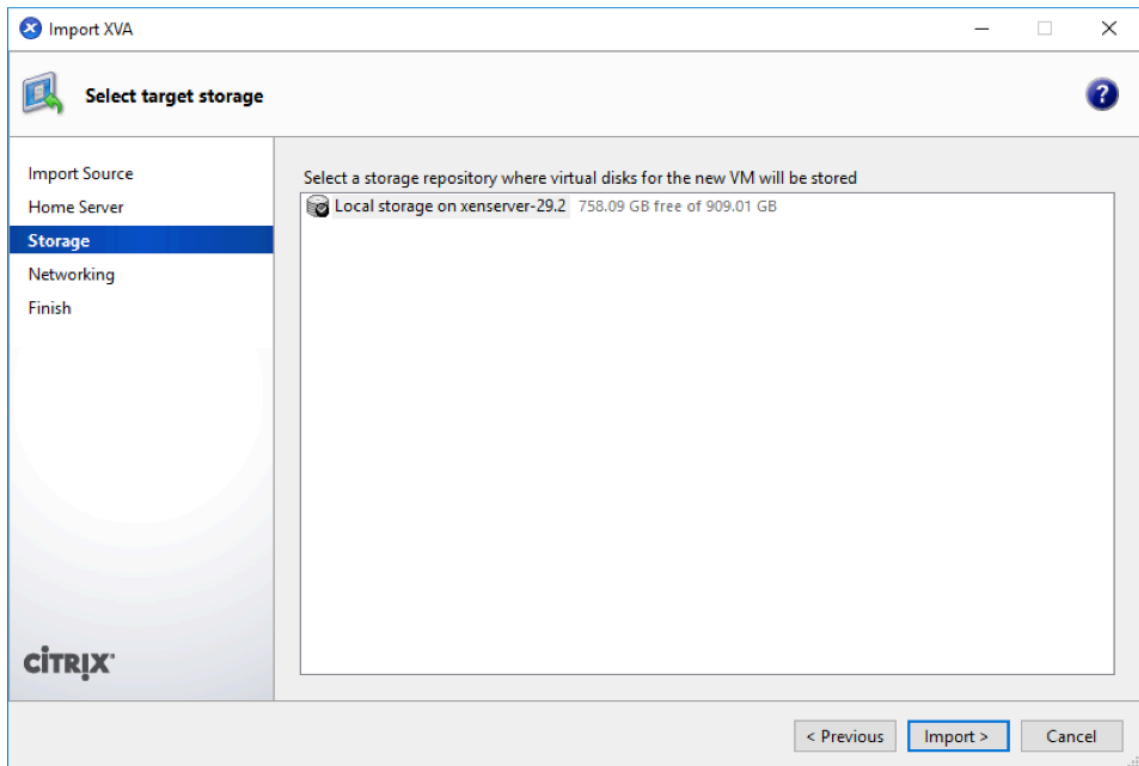 Import XVA
Select target storage
?
Import Source
Home Server
Storage
Networking
Finish
Select a storage repository where virtual disks for the new VM will be stored
Local storage on xenserver-29.2 758.09 GB free of 909.01 GB
CİTRIX
< Previous
Import >
Cancel